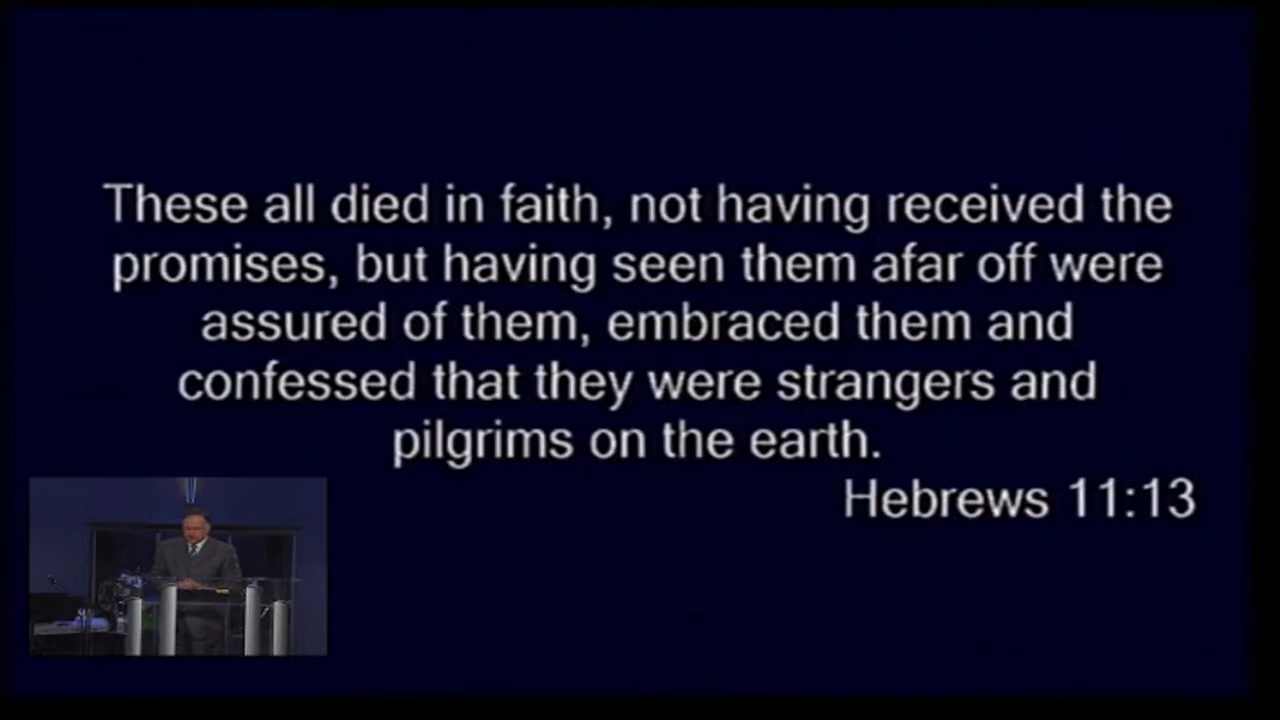 These all died in faith, not having received the
promises, but having seen them afar off were
assured of them, embraced them and
confessed that they were strangers and
pilgrims on the earth.
Hebrews 11:13